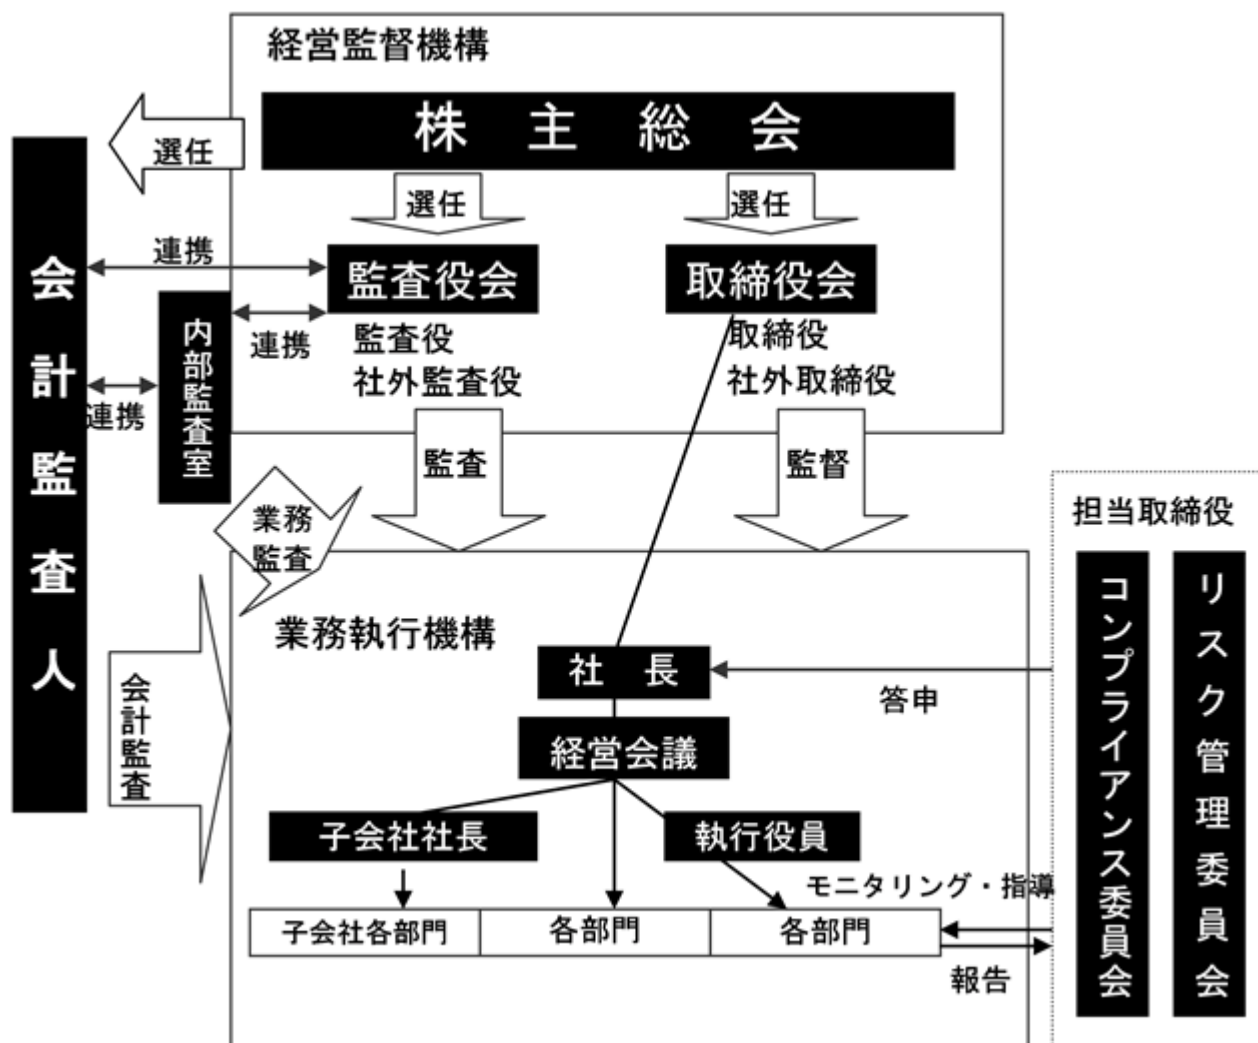 経営監督機構
株主総会
選任
選任
選任
会計監査人
連携
監査役会
取締役会
内部監査室
連携
監査役
社外監査役
取締役
社外取締役
連携
監査
監督
業務
監査
担当取締役
コンプライアンス委員会
リスク管理委員会
業務執行機構
社長
答申
会計監査
経営会議
子会社社長
執行役員
モニタリング・指導
子会社各部門
各部門
各部門
報告